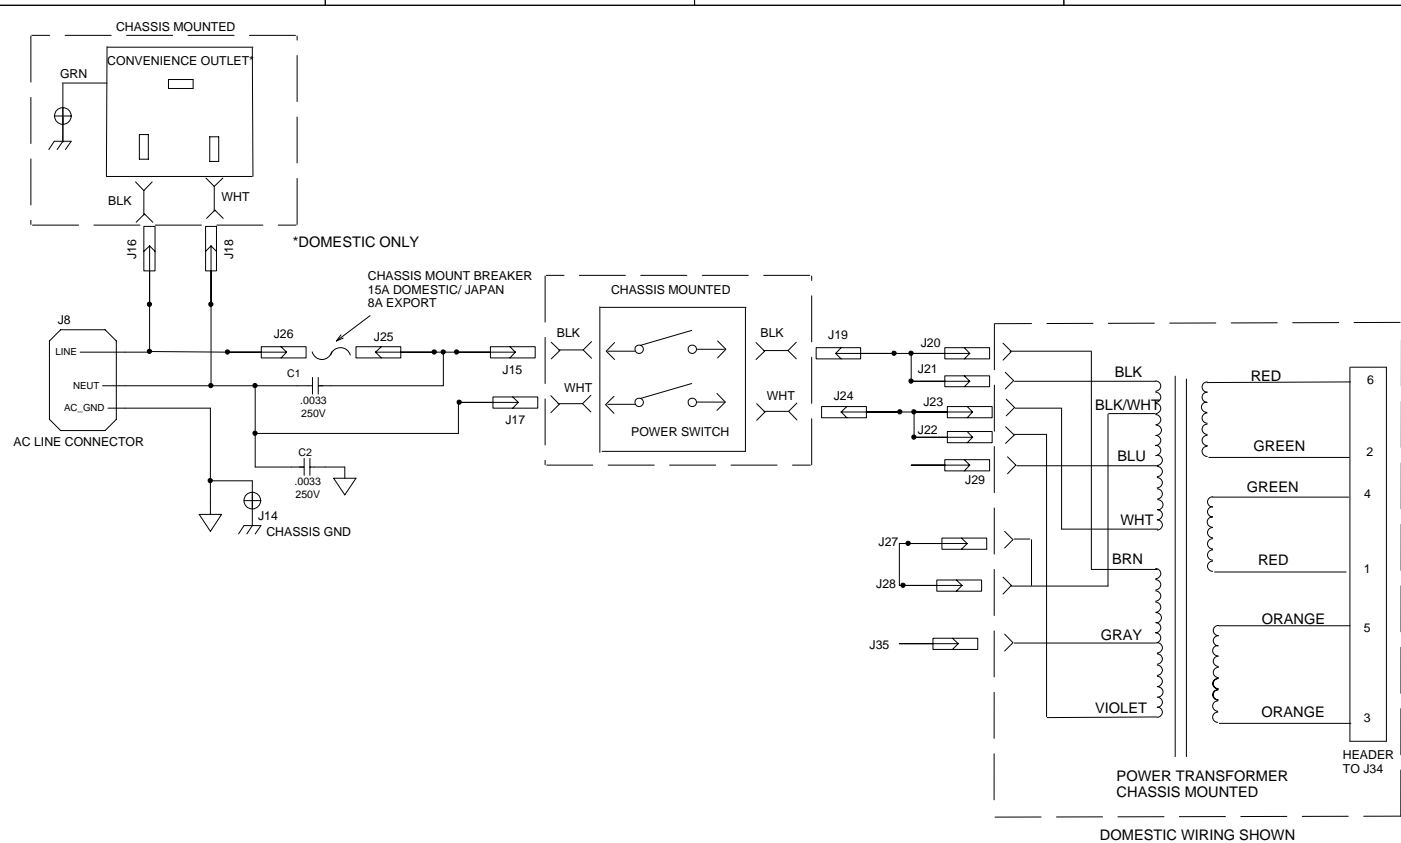 CHASSIS MOUNTED
CONVENIENCE OUTLET*
GRN
BLK
WHT
J16
J18
*DOMESTIC ONLY
CHASSIS MOUNT BREAKER
15A DOMESTIC/ JAPAN
8A EXPORT
J8
LINE
NEUT
AC_GND
AC LINE CONNECTOR
J26
J25
C1
.0033
250V
C2
.0033
250V
J14
CHASSIS GND
J15
J17
CHASSIS MOUNTED
BLK
WHT
POWER SWITCH
BLK
WHT
J19
J24
J20
J21
J23
J22
J29
J27
J28
J35
BLK
BLK/WHT
BLU
WHT
BRN
GRAY
VIOLET
RED
GREEN
GREEN
RED
ORANGE
ORANGE
6
2
4
1
5
3
HEADER
TO J34
POWER TRANSFORMER
CHASSIS MOUNTED
DOMESTIC WIRING SHOWN